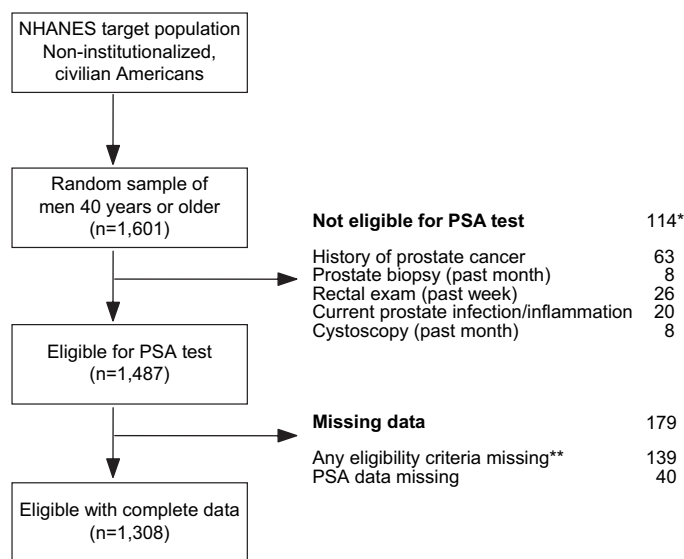 NHANES target population
Non-institutionalized,
civilian Americans
Random sample of
men 40 years or older
(n=1,601)
Not eligible for PSA test 114*
History of prostate cancer 63
Prostate biopsy (past month) 8
Rectal exam (past week) 26
Current prostate infection/inflammation 20
Cystoscopy (past month) 8
Eligible for PSA test
(n=1,487)
Missing data 179
Any eligibility criteria missing** 139
PSA data missing 40
Eligible with complete data
(n=1,308)